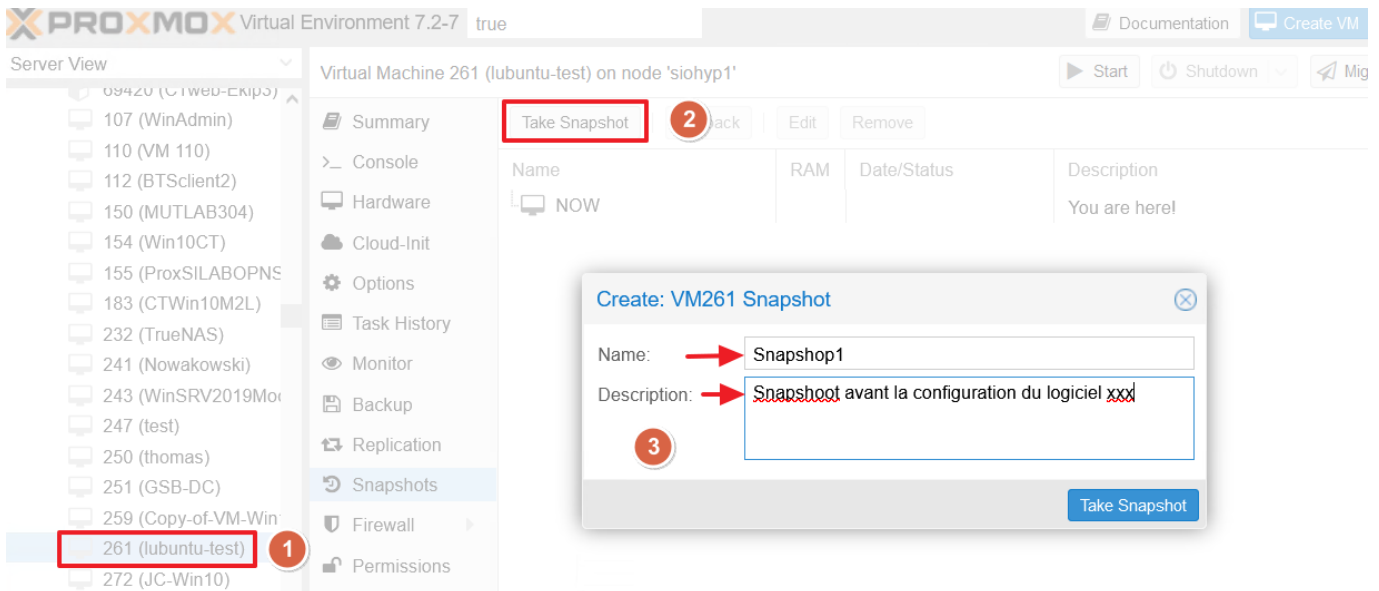 PROXMOX Virtual Environment 7.2-7 true Documentation Create VM
Server View
Virtual Machine 261 (lubuntu-test) on node 'siohyp1' Start Shutdown Mig
69420 (CTweb-Ekip3)
107 (WinAdmin)
110 (VM 110)
112 (BTSclient2)
150 (MUTLAB304)
154 (Win10CT)
155 (ProxSILABOPNS
183 (CTWin10M2L)
232 (TrueNAS)
241 (Nowakowski)
243 (WinSRV2019Mo
247 (test)
250 (thomas)
251 (GSB-DC)
259 (Copy-of-VM-Win
261 (lubuntu-test) 1
272 (JC-Win10)
Summary
>_ Console
Hardware
Cloud-Init
Options
Task History
Monitor
Backup
Replication
Snapshots
Firewall
Permissions
Take Snapshot 2 back Edit Remove
Name RAM Date/Status Description
NOW You are here!
Create: VM261 Snapshot
Name: Snapshop1
Description: Snapshoot avant la configuration du logiciel xxx
3
Take Snapshot